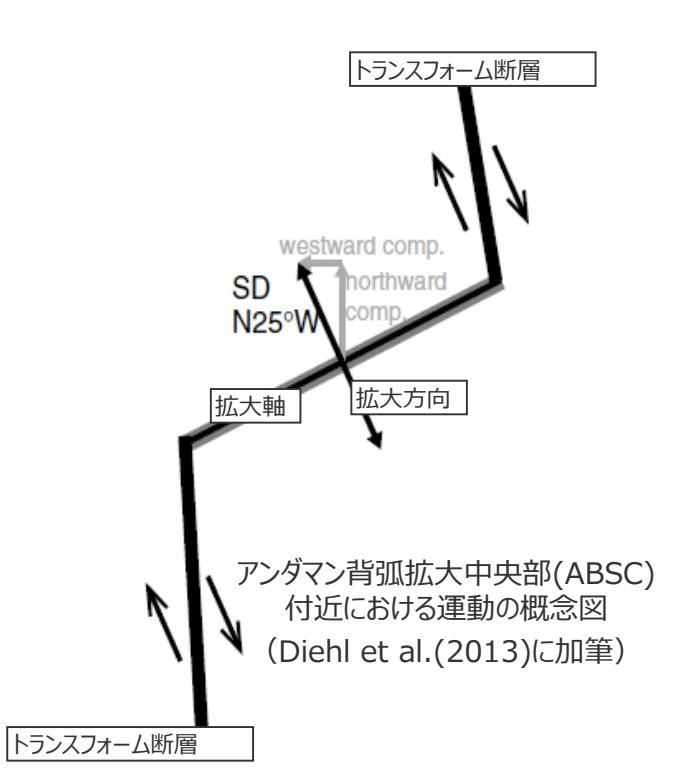 トランスフォーム断層
westward comp.
SD
northward
N25°W
comp.
拡大軸
拡大方向
アンダマン背弧拡大中央部(ABSC)
付近における運動の概念図
（Diehl et al.(2013)に加筆）
トランスフォーム断層